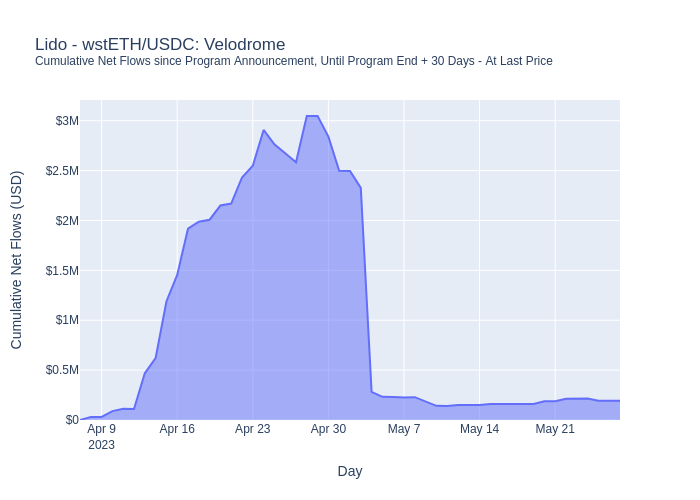 Lido - wstETH/USDC: Velodrome
Cumulative Net Flows since Program Announcement, Until Program End + 30 Days - At Last Price
Cumulative Net Flows (USD)
$3M
$2.5M
$2M
$1.5M
$1M
$0.5M
$0
Apr 9
2023
Apr 16
Apr 23
Apr 30
May 7
May 14
May 21
Day